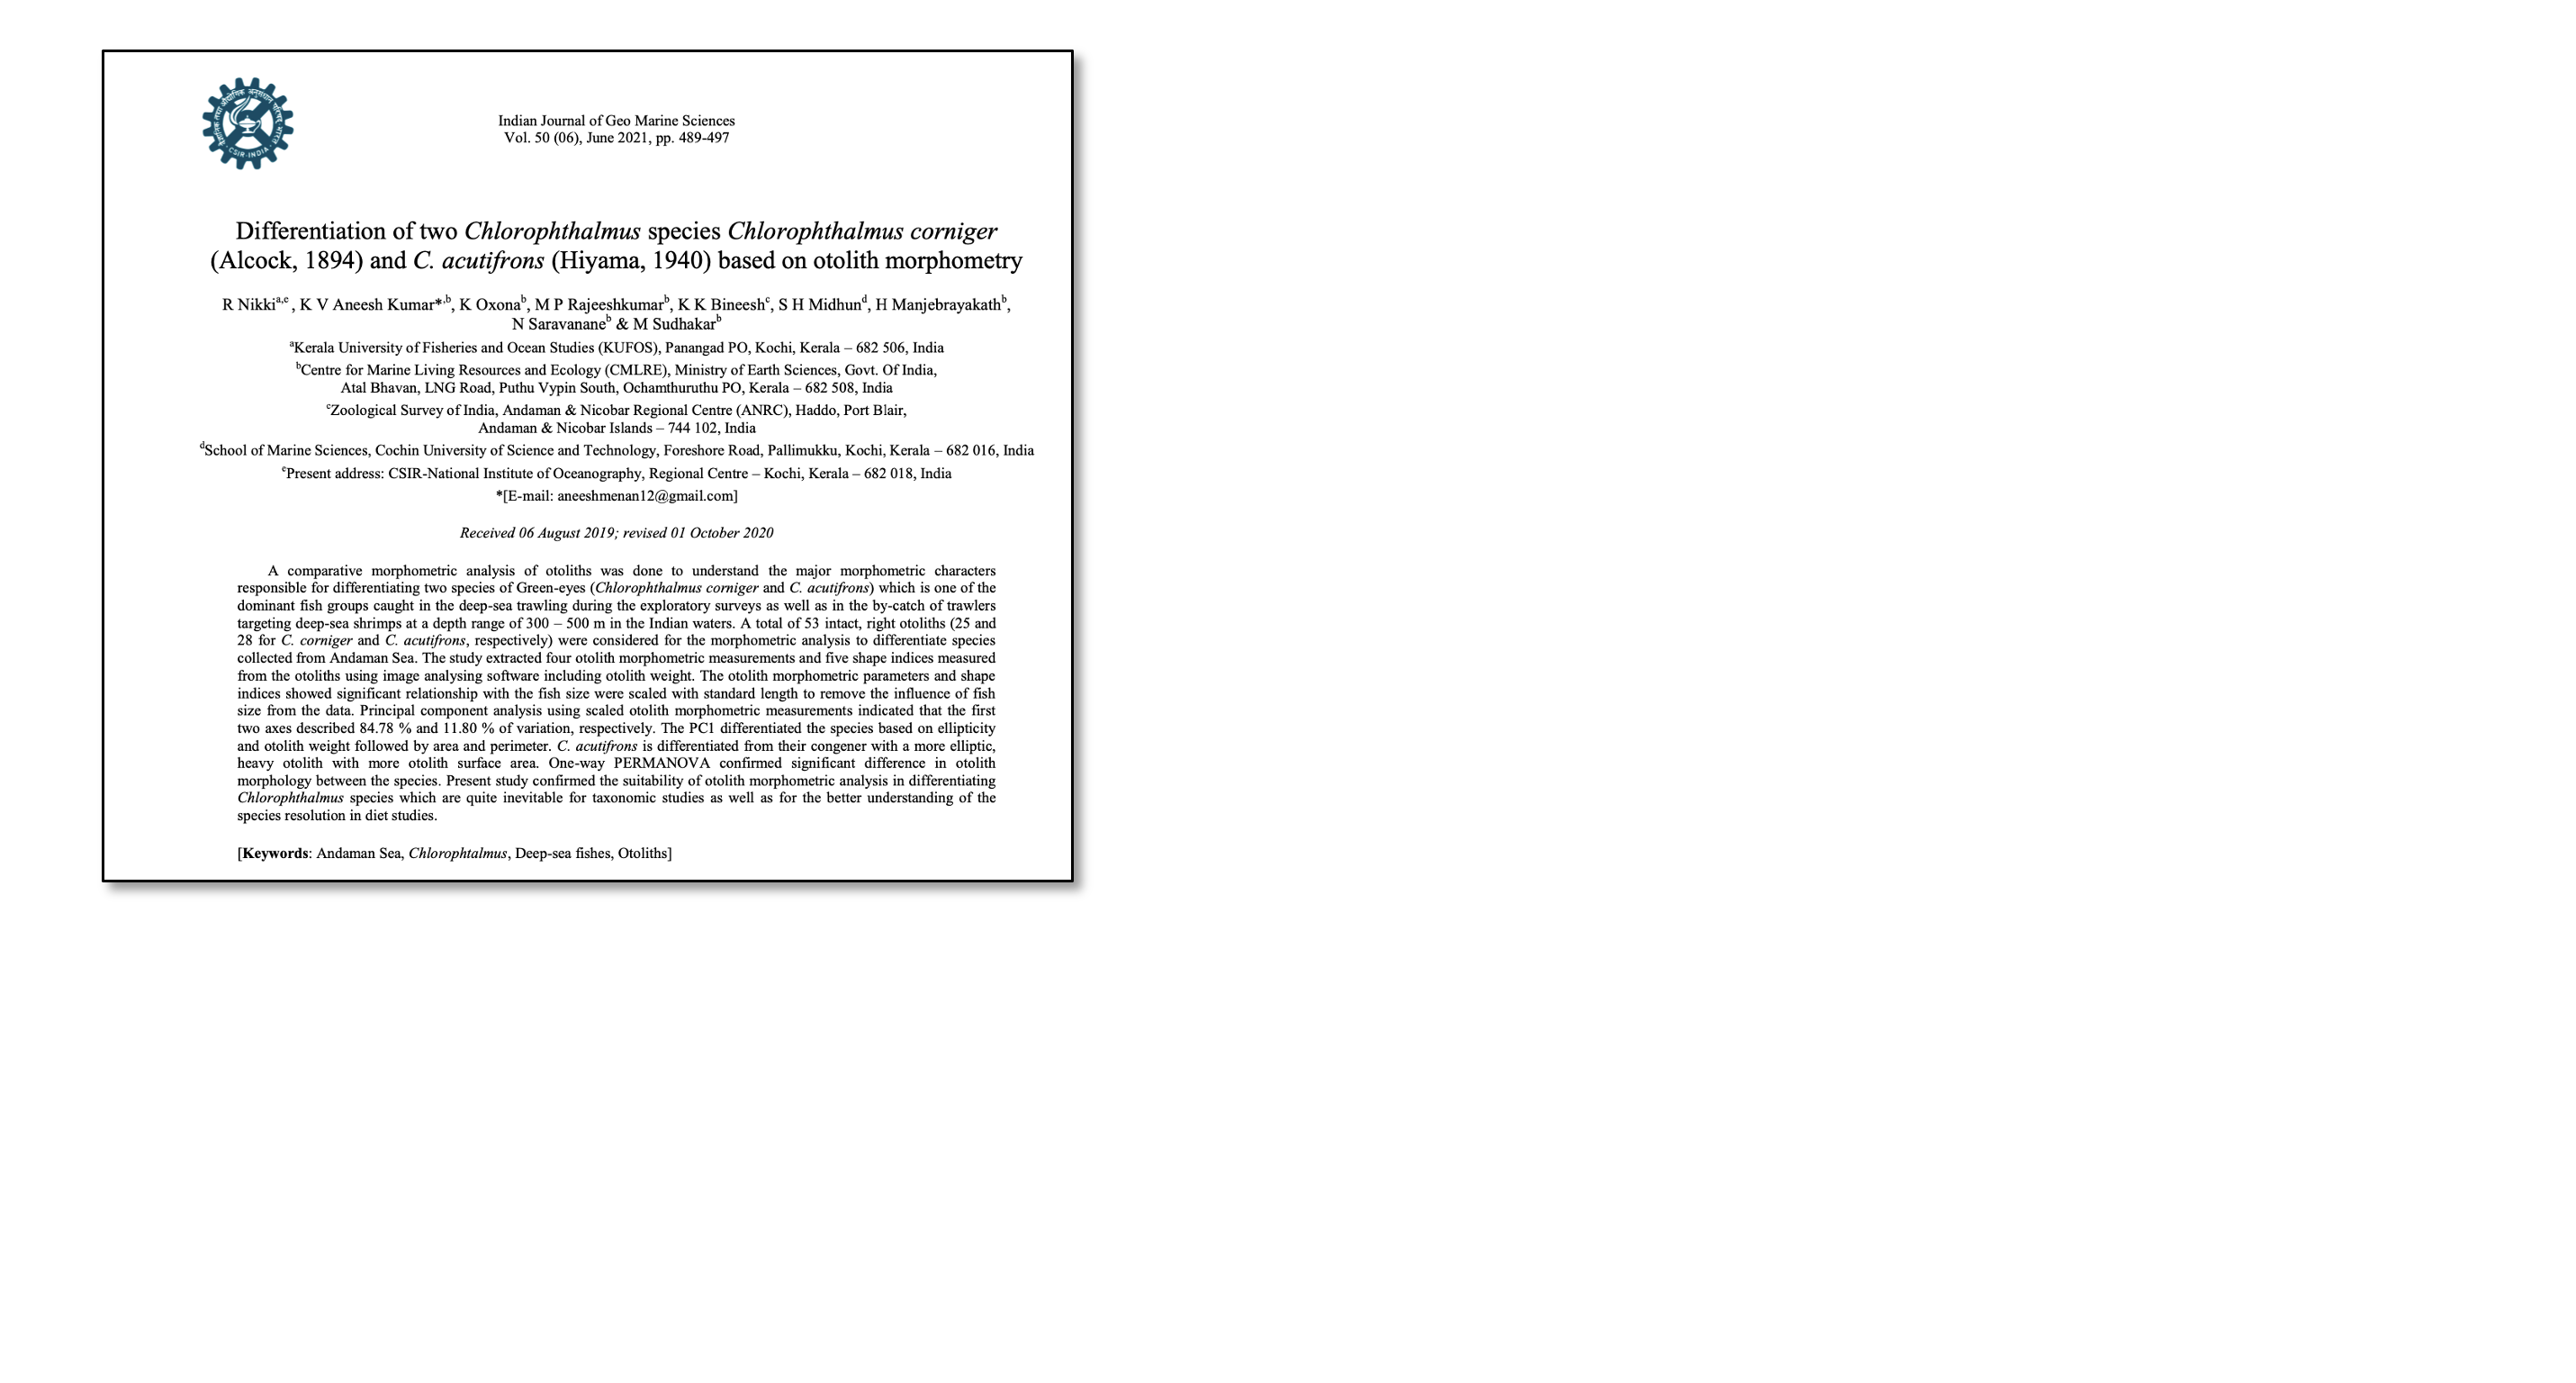 CSIR-INDIA
Indian Journal of Geo Marine Sciences
Vol. 50 (06), June 2021, pp. 489-497
Differentiation of two Chlorophthalmus species Chlorophthalmus corniger
(Alcock, 1894) and C. acutifrons (Hiyama, 1940) based on otolith morphometry
R Nikkia,e , K V Aneesh Kumar*,b, K Oxonab, M P Rajeeshkumarb, K K Bineeshc, S H Midhund, H Manjebrayakathb,
N Saravananeb & M Sudhakarb
aKerala University of Fisheries and Ocean Studies (KUFOS), Panangad PO, Kochi, Kerala – 682 506, India
bCentre for Marine Living Resources and Ecology (CMLRE), Ministry of Earth Sciences, Govt. Of India,
Atal Bhavan, LNG Road, Puthu Vypin South, Ochamthuruthu PO, Kerala – 682 508, India
cZoological Survey of India, Andaman & Nicobar Regional Centre (ANRC), Haddo, Port Blair,
Andaman & Nicobar Islands – 744 102, India
dSchool of Marine Sciences, Cochin University of Science and Technology, Foreshore Road, Pallimukku, Kochi, Kerala – 682 016, India
ePresent address: CSIR-National Institute of Oceanography, Regional Centre – Kochi, Kerala – 682 018, India
*[E-mail: aneeshmenan12@gmail.com]
Received 06 August 2019; revised 01 October 2020
A comparative morphometric analysis of otoliths was done to understand the major morphometric characters
responsible for differentiating two species of Green-eyes (Chlorophthalmus corniger and C. acutifrons) which is one of the
dominant fish groups caught in the deep-sea trawling during the exploratory surveys as well as in the by-catch of trawlers
targeting deep-sea shrimps at a depth range of 300 – 500 m in the Indian waters. A total of 53 intact, right otoliths (25 and
28 for C. corniger and C. acutifrons, respectively) were considered for the morphometric analysis to differentiate species
collected from Andaman Sea. The study extracted four otolith morphometric measurements and five shape indices measured
from the otoliths using image analysing software including otolith weight. The otolith morphometric parameters and shape
indices showed significant relationship with the fish size were scaled with standard length to remove the influence of fish
size from the data. Principal component analysis using scaled otolith morphometric measurements indicated that the first
two axes described 84.78 % and 11.80 % of variation, respectively. The PC1 differentiated the species based on ellipticity
and otolith weight followed by area and perimeter. C. acutifrons is differentiated from their congener with a more elliptic,
heavy otolith with more otolith surface area. One-way PERMANOVA confirmed significant difference in otolith
morphology between the species. Present study confirmed the suitability of otolith morphometric analysis in differentiating
Chlorophthalmus species which are quite inevitable for taxonomic studies as well as for the better understanding of the
species resolution in diet studies.
[Keywords: Andaman Sea, Chlorophtalmus, Deep-sea fishes, Otoliths]